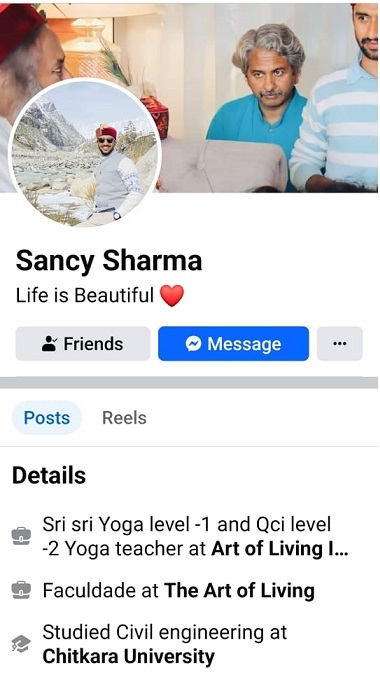 Sancy Sharma
Life is Beautiful ❤️
Friends
Message
Posts
Reels
Details
Sri sri Yoga level -1 and Qci level
-2 Yoga teacher at Art of Living I...
Faculdade at The Art of Living
Studied Civil engineering at
Chitkara University